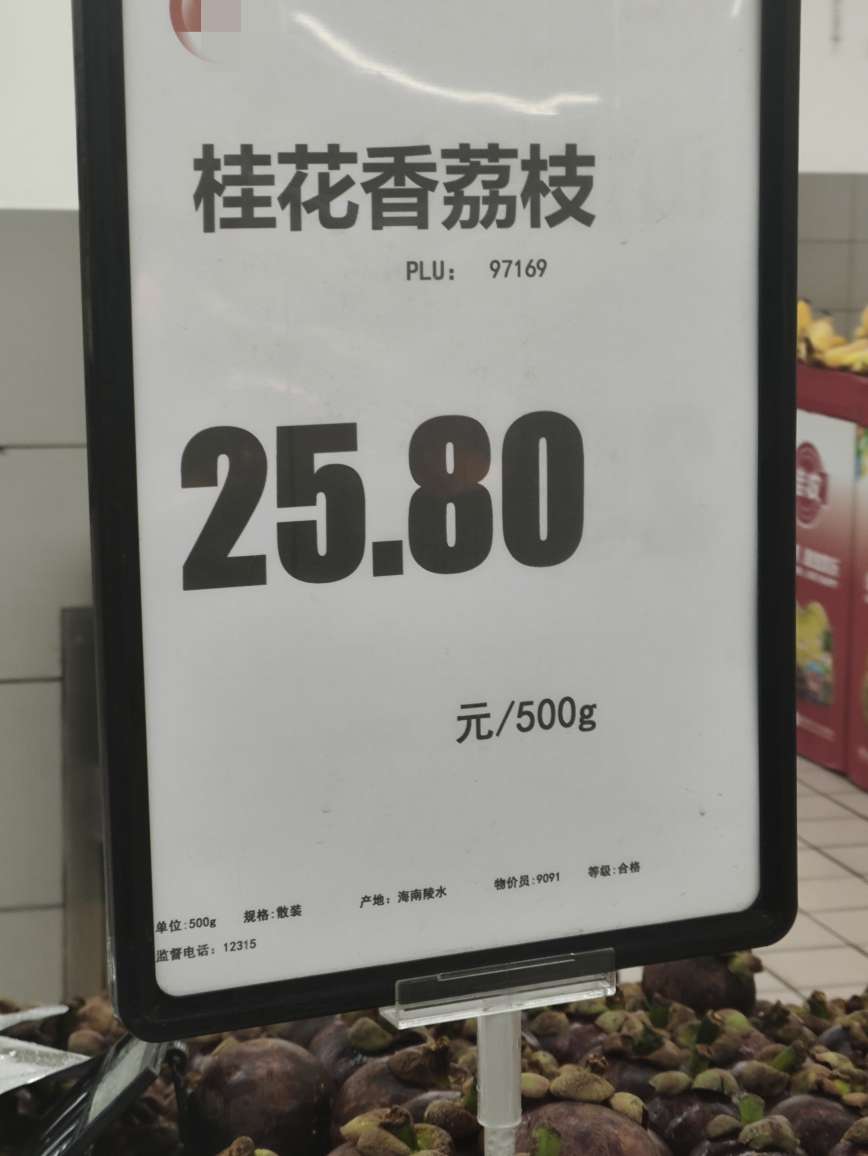 桂花香荔枝
PLU： 97169
25.80
元/500g
单位:500g 规格:散装 产地：海南陵水 物价员:9091 等级:合格
监督电话：12315